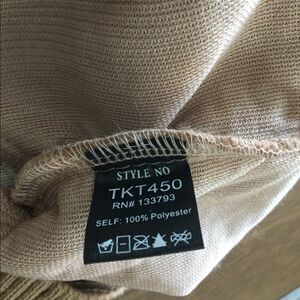 STYLE NO
TKT450
RN# 133793
SELF: 100% Polyester